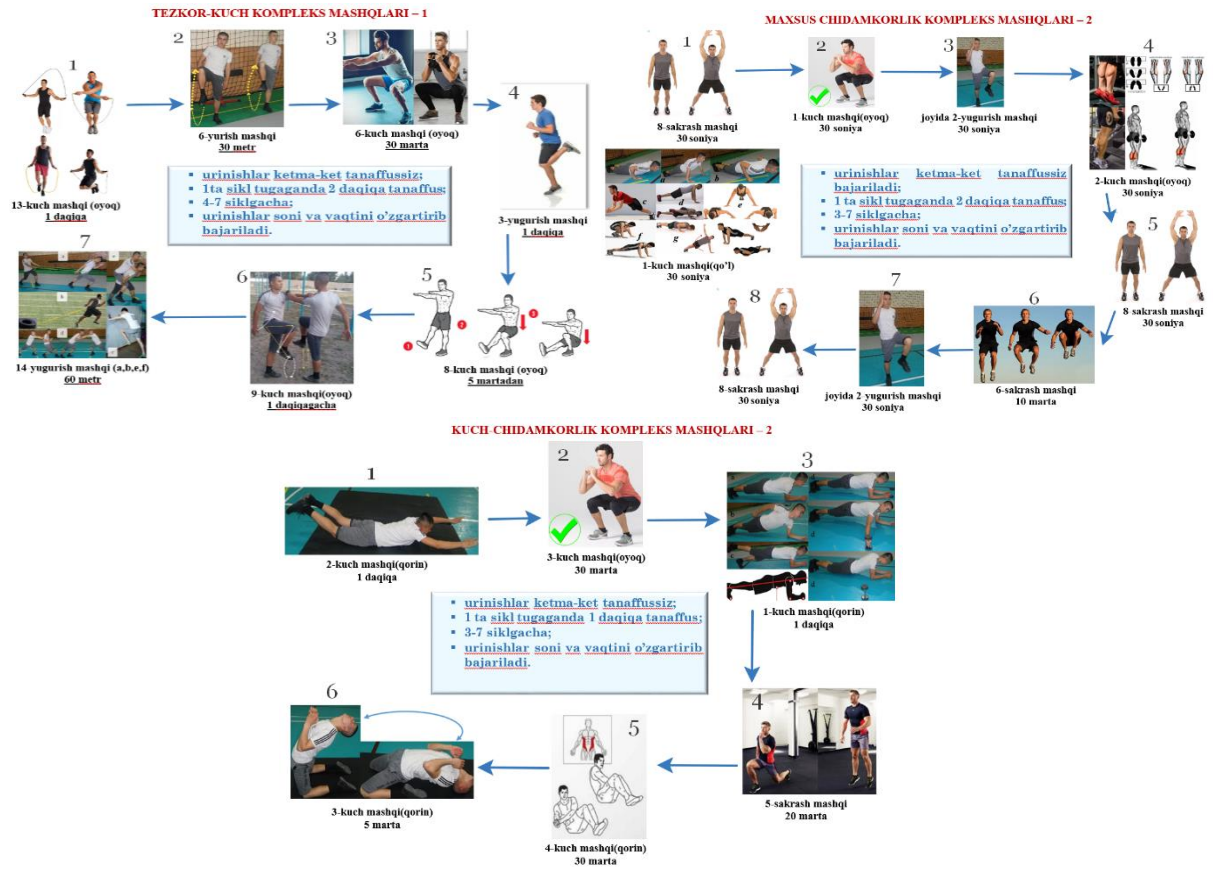 TEZKOR-KUCH KOMPLEKS MASHQLARI – 1
1
13-kuch mashqi (oyoq)
1 daqiqa
2
6-yurish mashqi
30 metr
3
6-kuch mashqi (oyoq)
30 marta
4
3-yugurish mashqi
1 daqiqa
▪ urinishlar ketma-ket tanaffussiz;
▪ 1ta sikl tugaganda 2 daqiqa tanaffus;
▪ 4-7 siklgacha;
▪ urinishlar soni va vaqtini o’zgartirib
bajariladi.
5
1
2
3
8-kuch mashqi (oyoq)
5 martadan
6
9-kuch mashqi(oyoq)
1 daqiqagacha
7
14-yugurish mashqi (a,b,e,f)
60 metr
MAXSUS CHIDAMKORLIK KOMPLEKS MASHQLARI – 2
1
8-sakrash mashqi
30 soniya
2
1-kuch mashqi(oyoq)
30 soniya
3
joyida 2-yugurish mashqi
30 soniya
4
2-kuch mashqi(oyoq)
30 soniya
a
b
c
d
e
f
g
1-kuch mashqi(qo’l)
30 soniya
▪ urinishlar ketma-ket tanaffussiz
bajariladi;
▪ 1 ta sikl tugaganda 2 daqiqa tanaffus;
▪ 3-7 siklgacha;
▪ urinishlar soni va vaqtini o’zgartirib
bajariladi.
5
8-sakrash mashqi
30 soniya
6
6-sakrash mashqi
10 marta
7
joyida 2-yugurish mashqi
30 soniya
8
8-sakrash mashqi
30 soniya
KUCH-CHIDAMKORLIK KOMPLEKS MASHQLARI – 2
1
2-kuch mashqi(qorin)
1 daqiqa
2
3-kuch mashqi(oyoq)
30 marta
3
1-kuch mashqi(qorin)
1 daqiqa
▪ urinishlar ketma-ket tanaffussiz;
▪ 1 ta sikl tugaganda 1 daqiqa tanaffus;
▪ 3-7 siklgacha;
▪ urinishlar soni va vaqtini o’zgartirib
bajariladi.
4
5-sakrash mashqi
20 marta
5
4-kuch mashqi(qorin)
30 marta
6
3-kuch mashqi(qorin)
5 marta